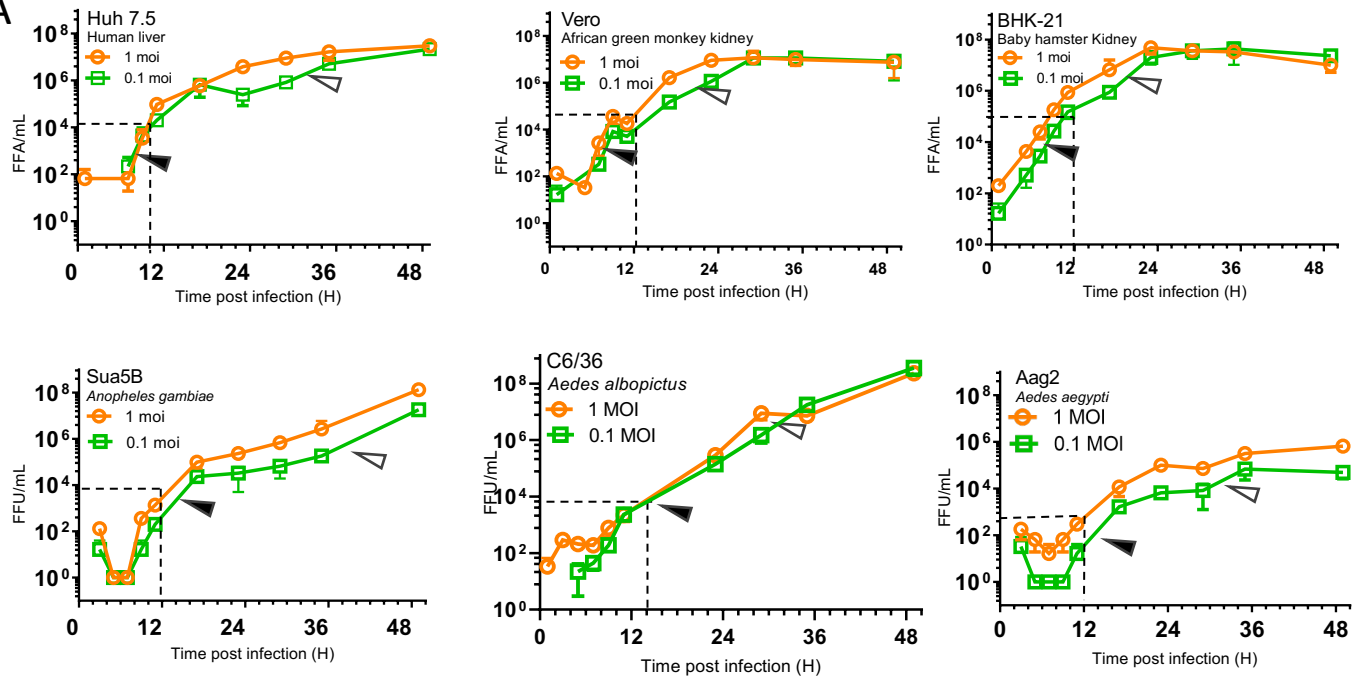 A
Huh 7.5
Human liver
1 moi
0.1 moi
FFA/mL
10^8
10^6
10^4
10^2
10^0
0 12 24 36 48
Time post infection (H)
Vero
African green monkey kidney
1 moi
0.1 moi
FFA/mL
10^8
10^6
10^4
10^2
10^0
0 12 24 36 48
Time post infection (H)
BHK-21
Baby hamster Kidney
1 moi
0.1 moi
FFA/mL
10^8
10^6
10^4
10^2
10^0
0 12 24 36 48
Time post infection (H)
Sua5B
Anopheles gambiae
1 moi
0.1 moi
FFU/mL
10^8
10^6
10^4
10^2
10^0
0 12 24 36 48
Time post infection (H)
C6/36
Aedes albopictus
1 MOI
0.1 MOI
FFU/mL
10^8
10^6
10^4
10^2
10^0
0 12 24 36 48
Time post infection (H)
Aag2
Aedes aegypti
1 MOI
0.1 MOI
FFU/mL
10^8
10^6
10^4
10^2
10^0
0 12 24 36 48
Time post infection (H)